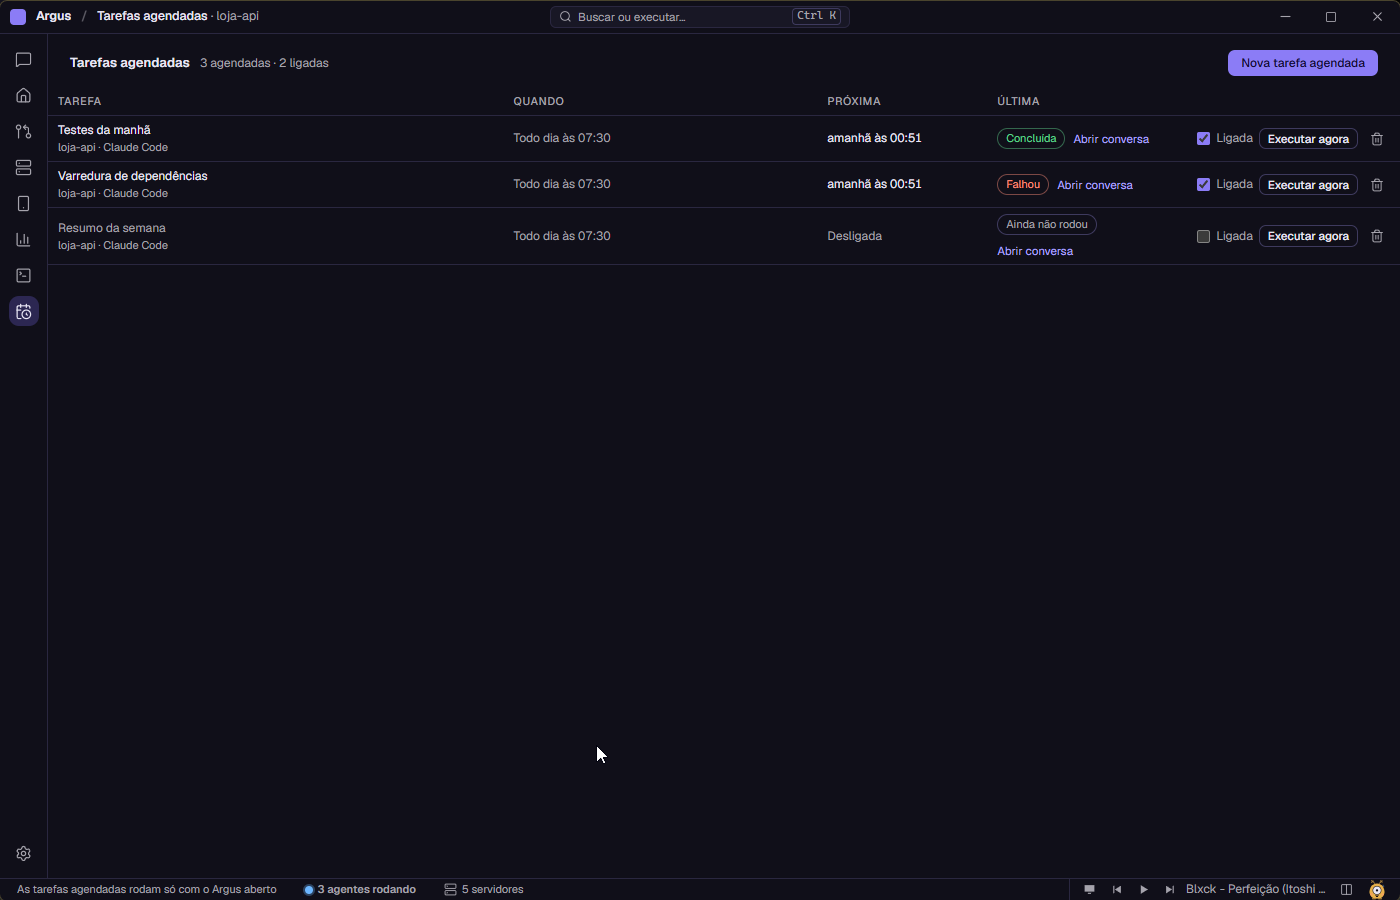 Argus / Tarefas agendadas · loja-api
Buscar ou executar... Ctrl K
Tarefas agendadas 3 agendadas · 2 ligadas
Nova tarefa agendada
TAREFA QUANDO PRÓXIMA ÚLTIMA
Testes da manhã
loja-api · Claude Code
Todo dia às 07:30 amanhã às 00:51 Concluída Abrir conversa Ligada Executar agora
Varredura de dependências
loja-api · Claude Code
Todo dia às 07:30 amanhã às 00:51 Falhou Abrir conversa Ligada Executar agora
Resumo da semana
loja-api · Claude Code
Todo dia às 07:30 Desligada Ainda não rodou
Abrir conversa
Ligada Executar agora
As tarefas agendadas rodam só com o Argus aberto 3 agentes rodando 5 servidores Blxck - Perfeição (Itoshi ...